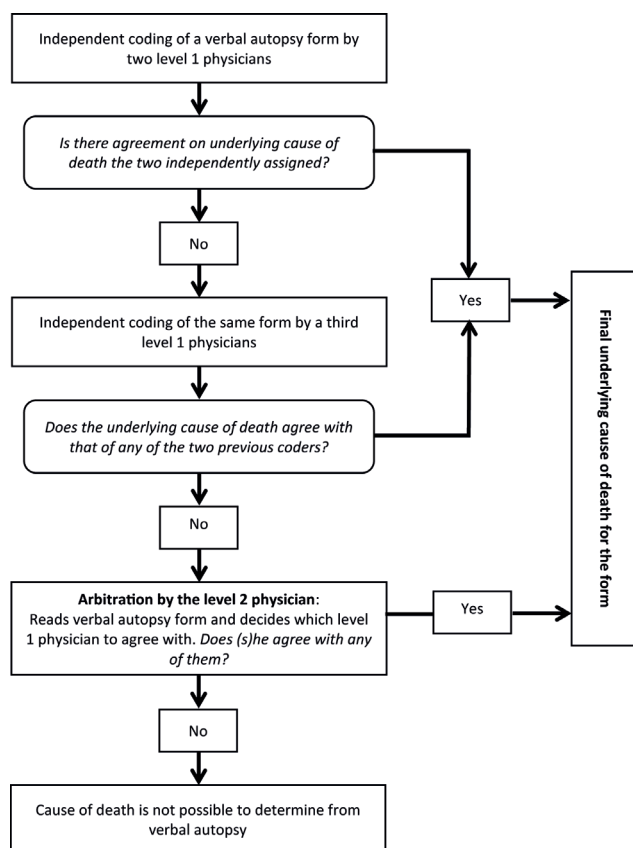 Independent coding of a verbal autopsy form by
two level 1 physicians
Is there agreement on underlying cause of
death the two independently assigned?
No
Yes
Independent coding of the same form by a third
level 1 physicians
Does the underlying cause of death agree with
that of any of the two previous coders?
No
Arbitration by the level 2 physician:
Reads verbal autopsy form and decides which level
1 physician to agree with. Does (s)he agree with any
of them?
Yes
No
Cause of death is not possible to determine from
verbal autopsy
Final underlying cause of death for the form